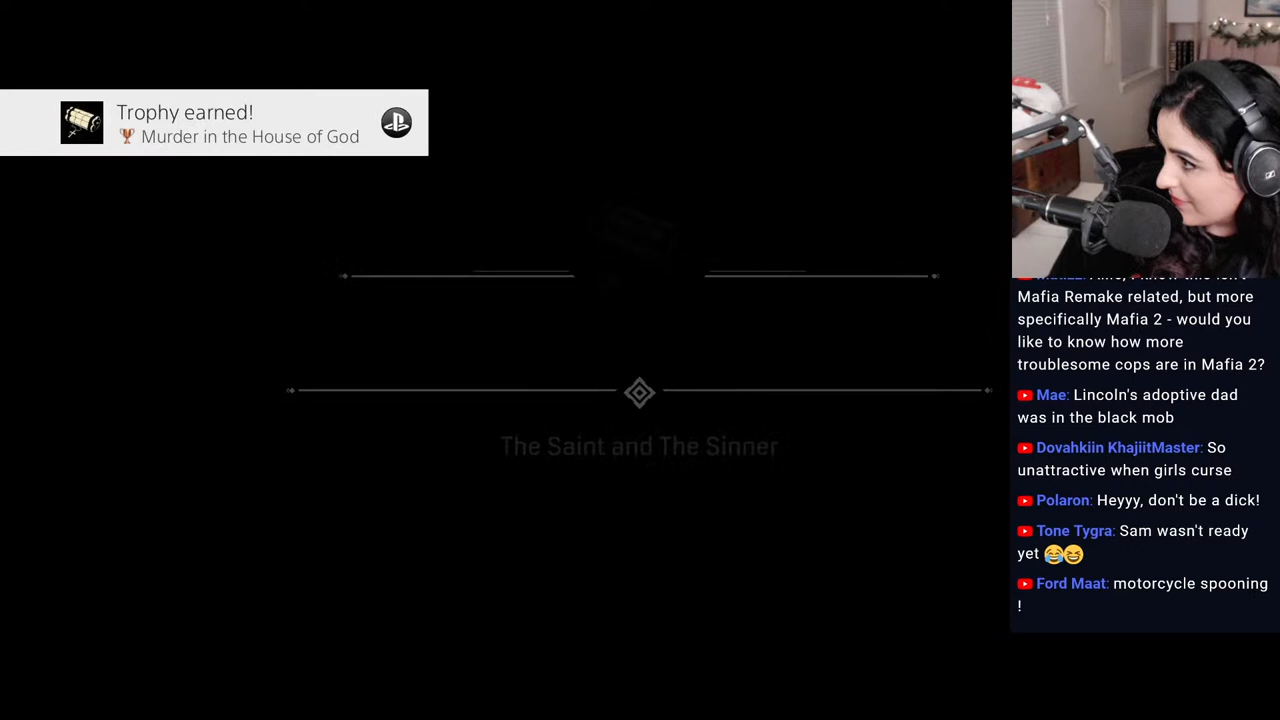 Trophy earned!
Murder in the House of God
The Saint and The Sinner
Mafia Remake related, but more
specifically Mafia 2 - would you
like to know how more
troublesome cops are in Mafia 2?
Mae: Lincoln's adoptive dad
was in the black mob
Dovahkiin KhajiitMaster: So
unattractive when girls curse
Polaron: Heyyy, don't be a dick!
Tone Tygra: Sam wasn't ready
yet 😂😆
Ford Maat: motorcycle spooning
!